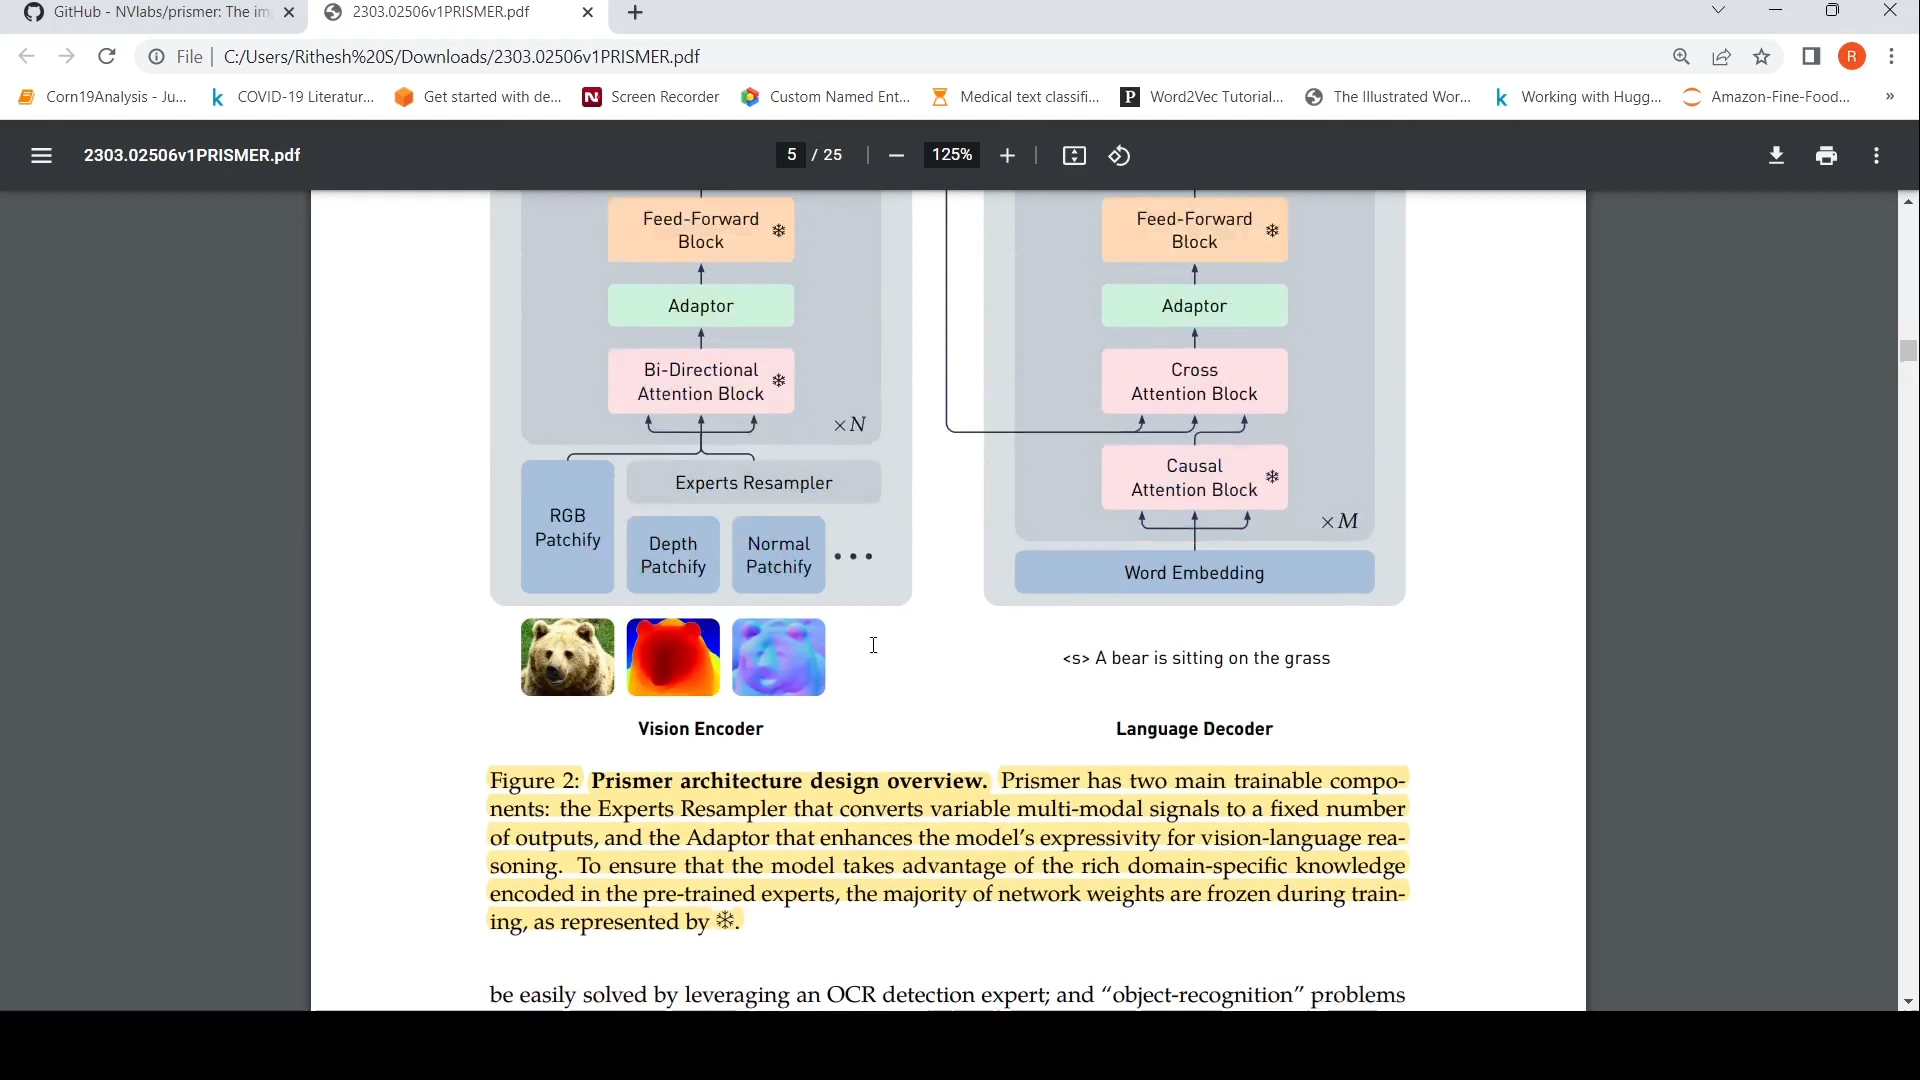 GitHub - NVlabs/prismer: The im
2303.02506v1PRISMER.pdf
File | C:/Users/Rithesh%20S/Downloads/2303.02506v1PRISMER.pdf
R
Corn19Analysis - Ju...
COVID-19 Literatur...
Get started with de...
Screen Recorder
Custom Named Ent...
Medical text classifi...
Word2Vec Tutorial...
The Illustrated Wor...
Working with Hugg...
Amazon-Fine-Food...
»
2303.02506v1PRISMER.pdf
5 / 25
125%
Feed-Forward
Block
Adaptor
Bi-Directional
Attention Block
×N
Experts Resampler
RGB
Patchify
Depth
Patchify
Normal
Patchify
Vision Encoder
Feed-Forward
Block
Adaptor
Cross
Attention Block
Causal
Attention Block
×M
Word Embedding
<s> A bear is sitting on the grass
Language Decoder
Figure 2: Prismer architecture design overview. Prismer has two main trainable compo-
nents: the Experts Resampler that converts variable multi-modal signals to a fixed number
of outputs, and the Adaptor that enhances the model's expressivity for vision-language rea-
soning. To ensure that the model takes advantage of the rich domain-specific knowledge
encoded in the pre-trained experts, the majority of network weights are frozen during train-
ing, as represented by ❄.
be easily solved by leveraging an OCR detection expert; and “object-recognition” problems